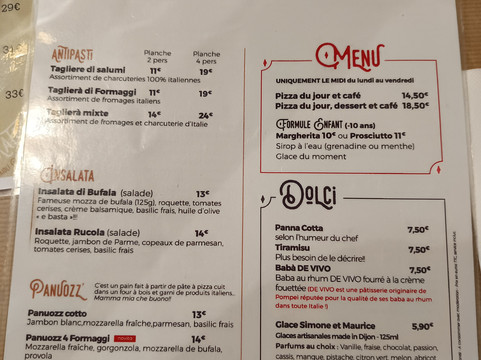 29€
33€
ANTIPASTI
Planche
2 pers
Planche
4 pers
Tagliere di salumi 11€ 19€
Assortiment de charcuteries 100% italiennes
Taglierà di Formaggi 11€ 19€
Assortiment de fromages italiens
Taglierà mixte 14€ 24€
Assortiment de fromages et charcuterie d'Italie
INSALATA
Insalata di Bufala (salade) 13€
Fameuse mozza de bufala (125g), roquette, tomates
cerises, crème balsamique, basilic frais, huile d'olive
« e basta »!!!
Insalata Rucola (salade) 14€
Roquette, jambon de Parme, copeaux de parmesan,
tomates cerises, basilic frais
PANUOZZ'
C'est un pain fait à partir de pâte à pizza cuit
dans un four à bois et garni de produits italiens..
Mamma mio che buono!!
Panuozz cotto 13€
Jambon blanc,mozzarella fraîche,parmesan, basilic frais
Panuozz 4 Formaggi 14€
Mozzarella fraîche, gorgonzola, mozzarella de bufala,
provola
MENU
UNIQUEMENT LE MIDI du lundi au vendredi
Pizza du jour et café 14,50€
Pizza du jour, dessert et café 18,50€
FORMULE ENFANT (-10 ans)
Margherita 10€ ou Prosciutto 11€
Sirop à l'eau (grenadine ou menthe)
Glace du moment
DOLCI
Panna Cotta 7,50€
selon l'humeur du chef
Tiramisu 7,50€
Plus besoin de le décrire!!
Babà DE VIVO 7,50€
Baba au rhum DE VIVO fourré à la crème
fouettée (DE VIVO est une pâtisserie originaire de
Pompei réputée pour la qualité de ses baba au rhum
dans toute Italie !)
Glace Simone et Maurice 5,90€
Glaces artisanales made in Dijon - 125ml
Parfums au choix : Vanille, fraise, chocolat, passion,
cassis, mangue, pistache, citron vert, melon, abricot,